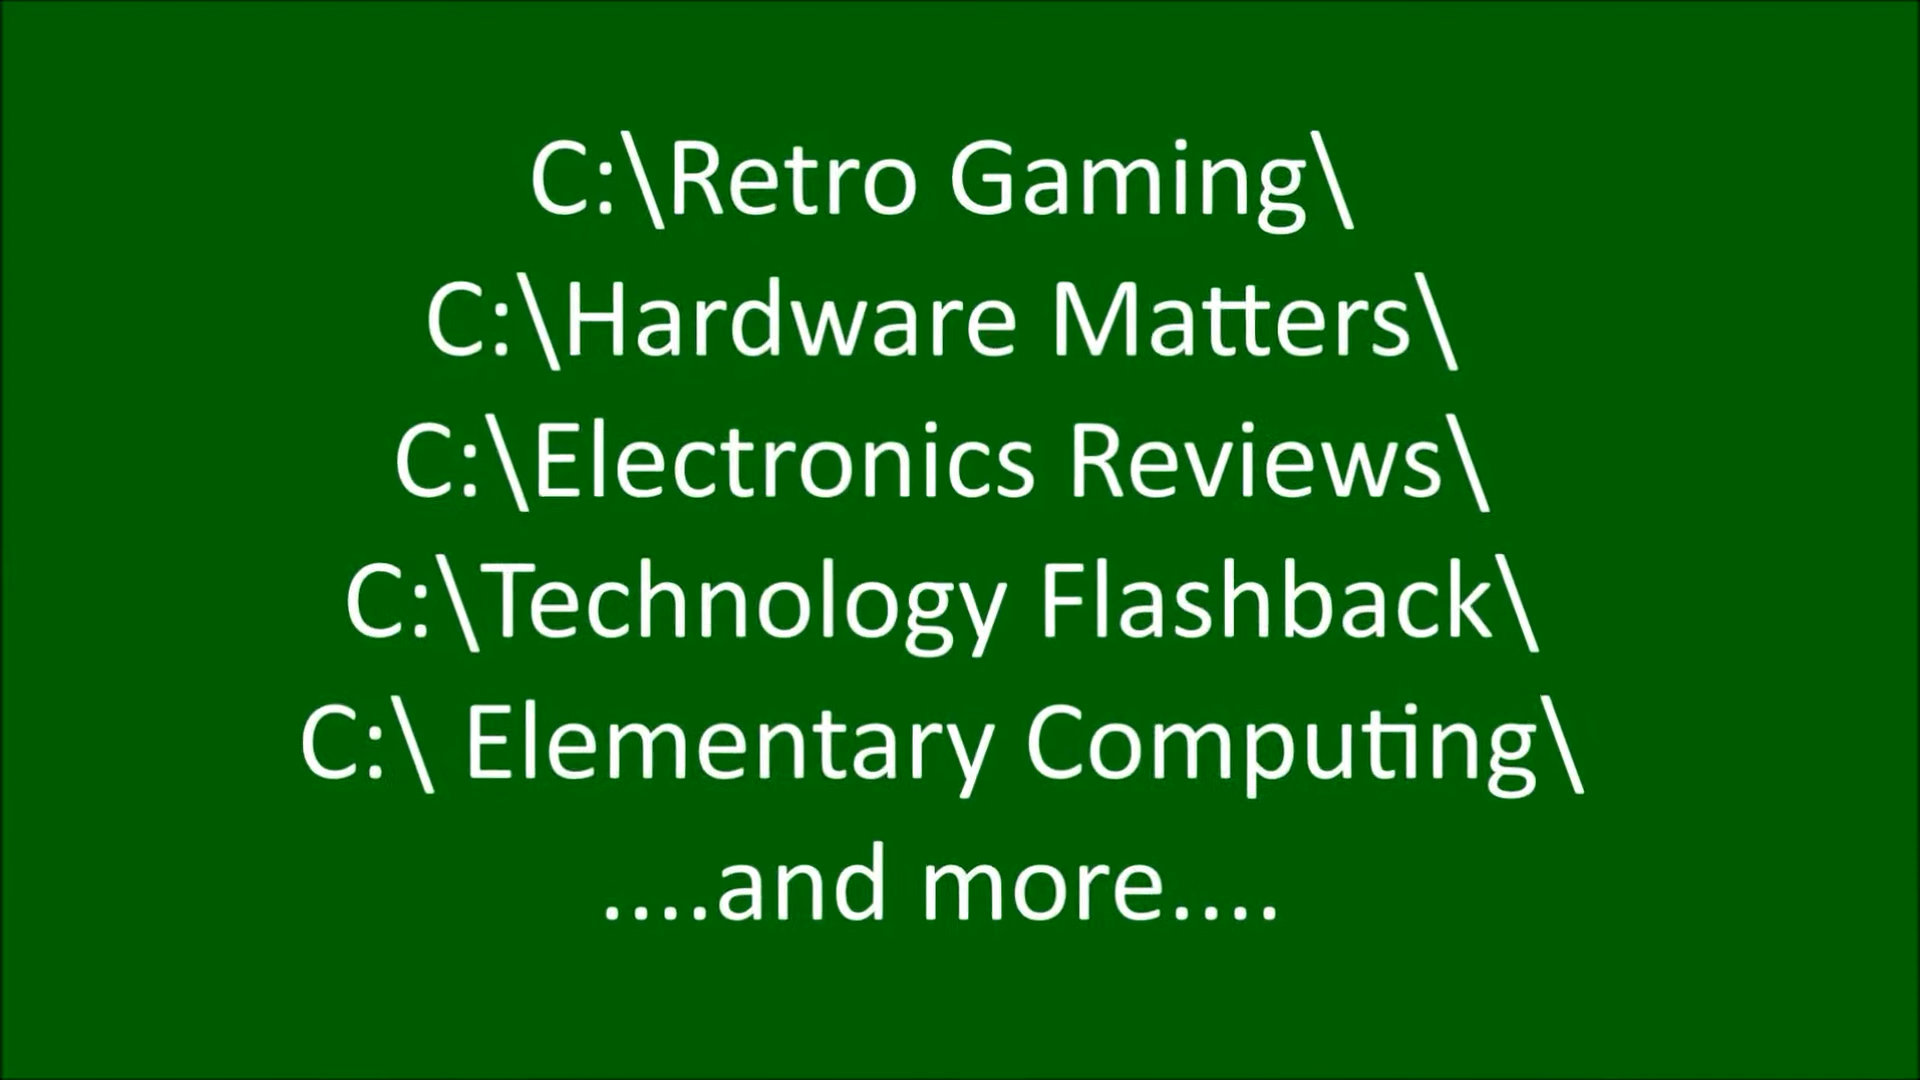 C:\Retro Gaming\
C:\Hardware Matters\
C:\Electronics Reviews\
C:\Technology Flashback\
C:\ Elementary Computing\
....and more....